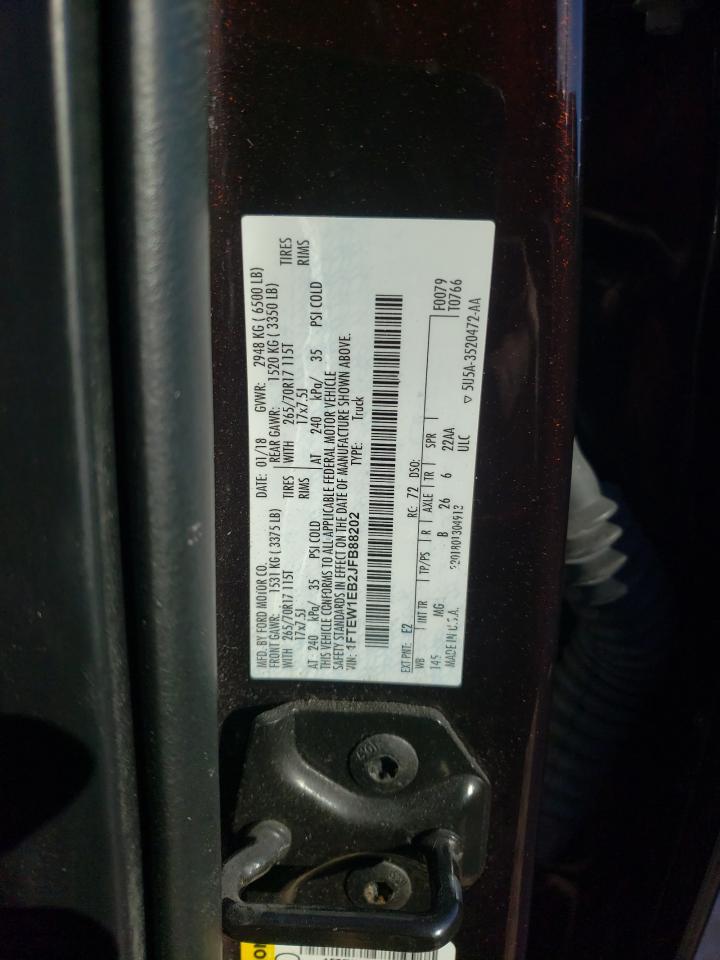 MFD. BY FORD MOTOR CO. DATE: 01/18 GVWR: 2948 KG ( 6500 LB)
FRONT GAWR: 1531 KG (3375 LB) REAR GAWR: 1520 KG ( 3350 LB)
WITH 265/70R17 115T TIRES WITH 265/70R17 115T TIRES
17x7.5J RIMS 17x7.5J RIMS
AT 240 kPa/ 35 PSI COLD AT 240 kPa/ 35 PSI COLD
THIS VEHICLE CONFORMS TO ALL APPLICABLE FEDERAL MOTOR VEHICLE
SAFETY STANDARDS IN EFFECT ON THE DATE OF MANUFACTURE SHOWN ABOVE.
VIN: 1FTEW1EB2JFB88202 TYPE: Truck
EXT PNT: E2 RC: 72 DSO: F0079
WB INT TR TP/PS R AXLE TR SPR T0766
145 MG B 26 6 22AA
MADE IN U.S.A. ULC
5U5A-3520472-AA